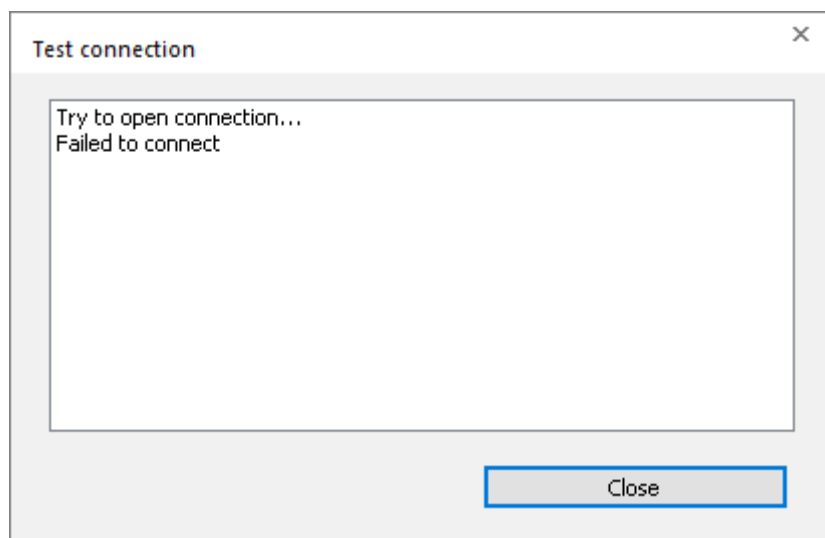 Test connection
Try to open connection...
Failed to connect
Close